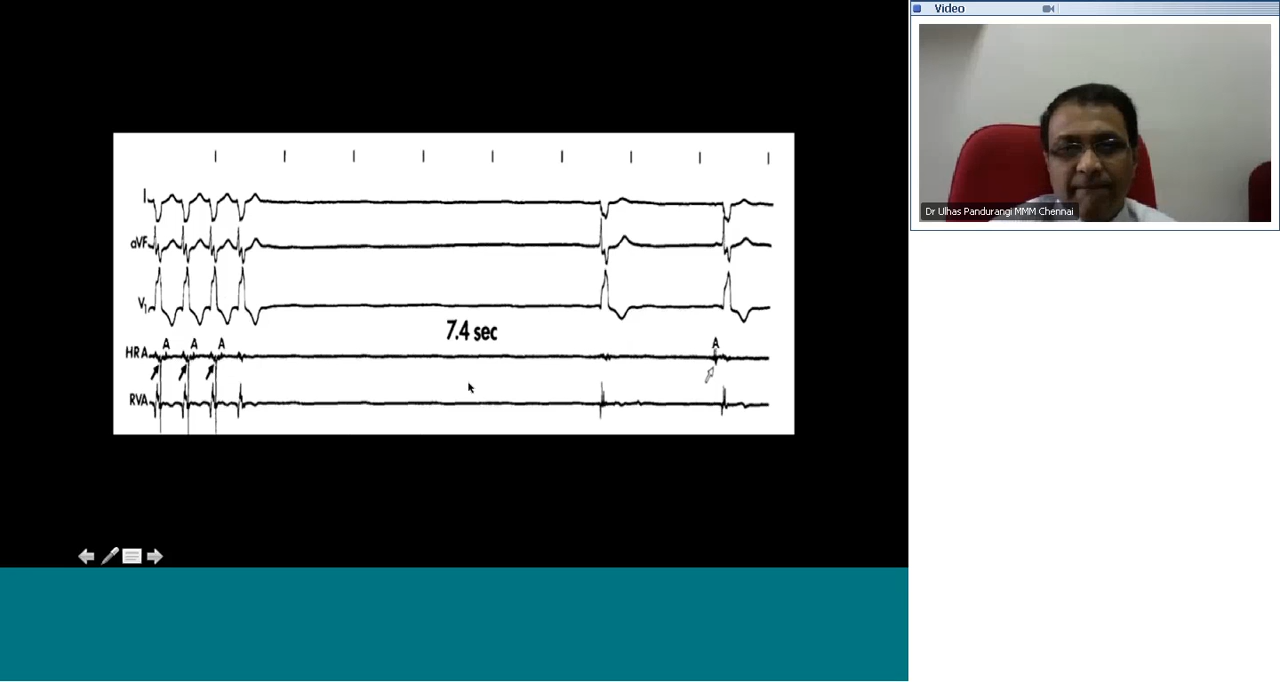 Video
Dr Ulhas Pandurangi MMM Chennai
I
aVF
V1
7.4 sec
HRA A A A A
RVA